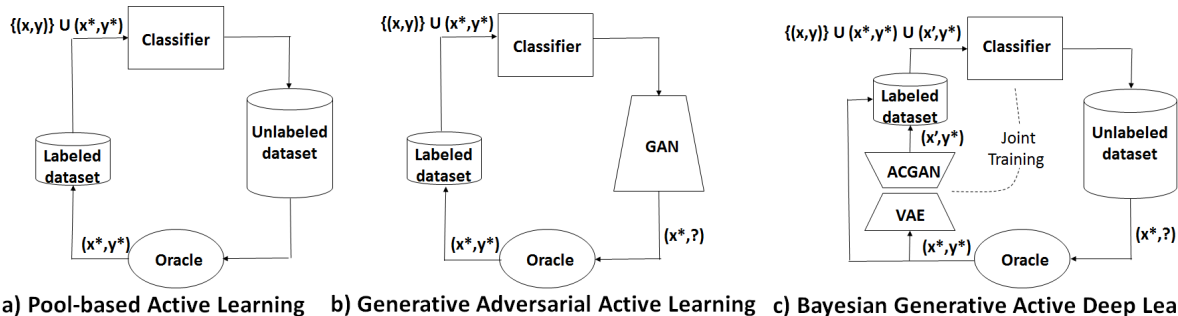 {(x,y)} ∪ (x*,y*)
Classifier
Unlabeled
dataset
Labeled
dataset
(x*,y*)
Oracle
a) Pool-based Active Learning
{(x,y)} ∪ (x*,y*)
Classifier
GAN
Labeled
dataset
(x*,?)
(x*,y*)
Oracle
b) Generative Adversarial Active Learning
{(x,y)} ∪ (x*,y*) ∪ (x',y*)
Classifier
Labeled
dataset
Unlabeled
dataset
(x',y*)
Joint
Training
ACGAN
VAE
(x*,?)
(x*,y*)
Oracle
c) Bayesian Generative Active Deep Lea